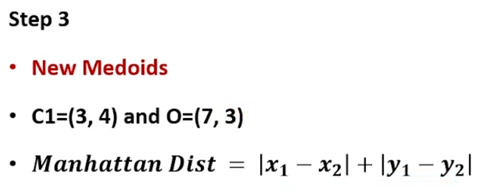 Step 3
• New Medoids
• C1=(3, 4) and O=(7, 3)
• Manhattan Dist = |x₁ − x₂| + |y₁ − y₂|